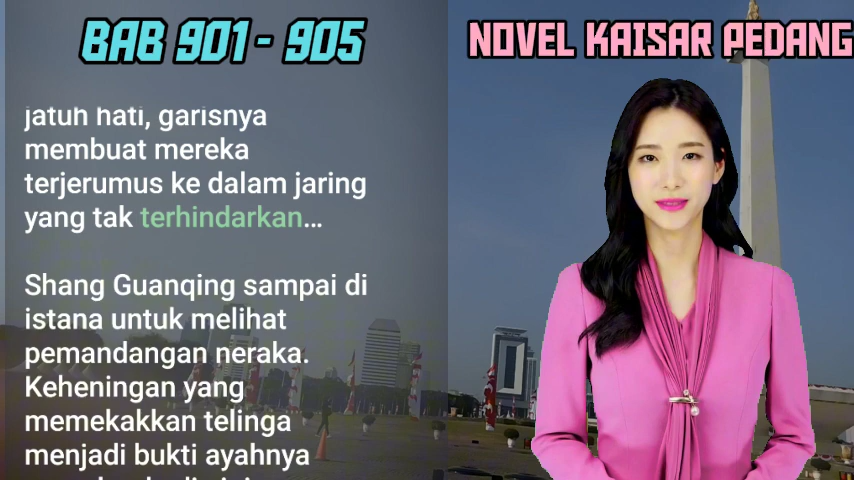 BAB 901 - 905
NOVEL KAISAR PEDANG
jatuh hati, garisnya
membuat mereka
terjerumus ke dalam jaring
yang tak terhindarkan...
Shang Guanqing sampai di
istana untuk melihat
pemandangan neraka.
Keheningan yang
memekakkan telinga
menjadi bukti ayahnya